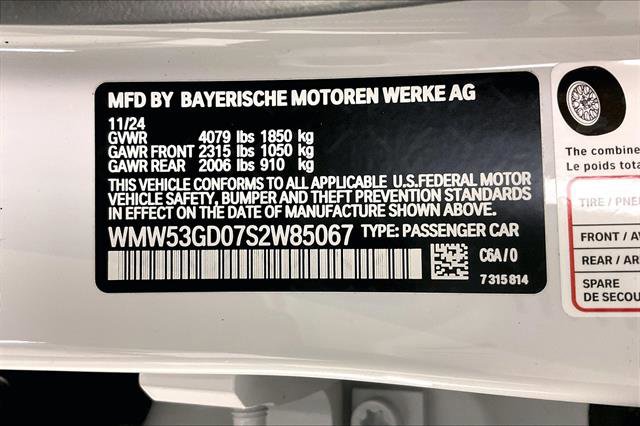 MFD BY BAYERISCHE MOTOREN WERKE AG
11/24
GVWR 4079 lbs 1850 kg
GAWR FRONT 2315 lbs 1050 kg
GAWR REAR 2006 lbs 910 kg
THIS VEHICLE CONFORMS TO ALL APPLICABLE U.S.FEDERAL MOTOR
VEHICLE SAFETY, BUMPER AND THEFT PREVENTION STANDARDS
IN EFFECT ON THE DATE OF MANUFACTURE SHOWN ABOVE.
WMW53GD07S2W85067 TYPE: PASSENGER CAR
C6A/0
7315814
The combine
Le poids tota
TIRE / PNE
FRONT / AV
REAR / AR
SPARE
DE SECOU